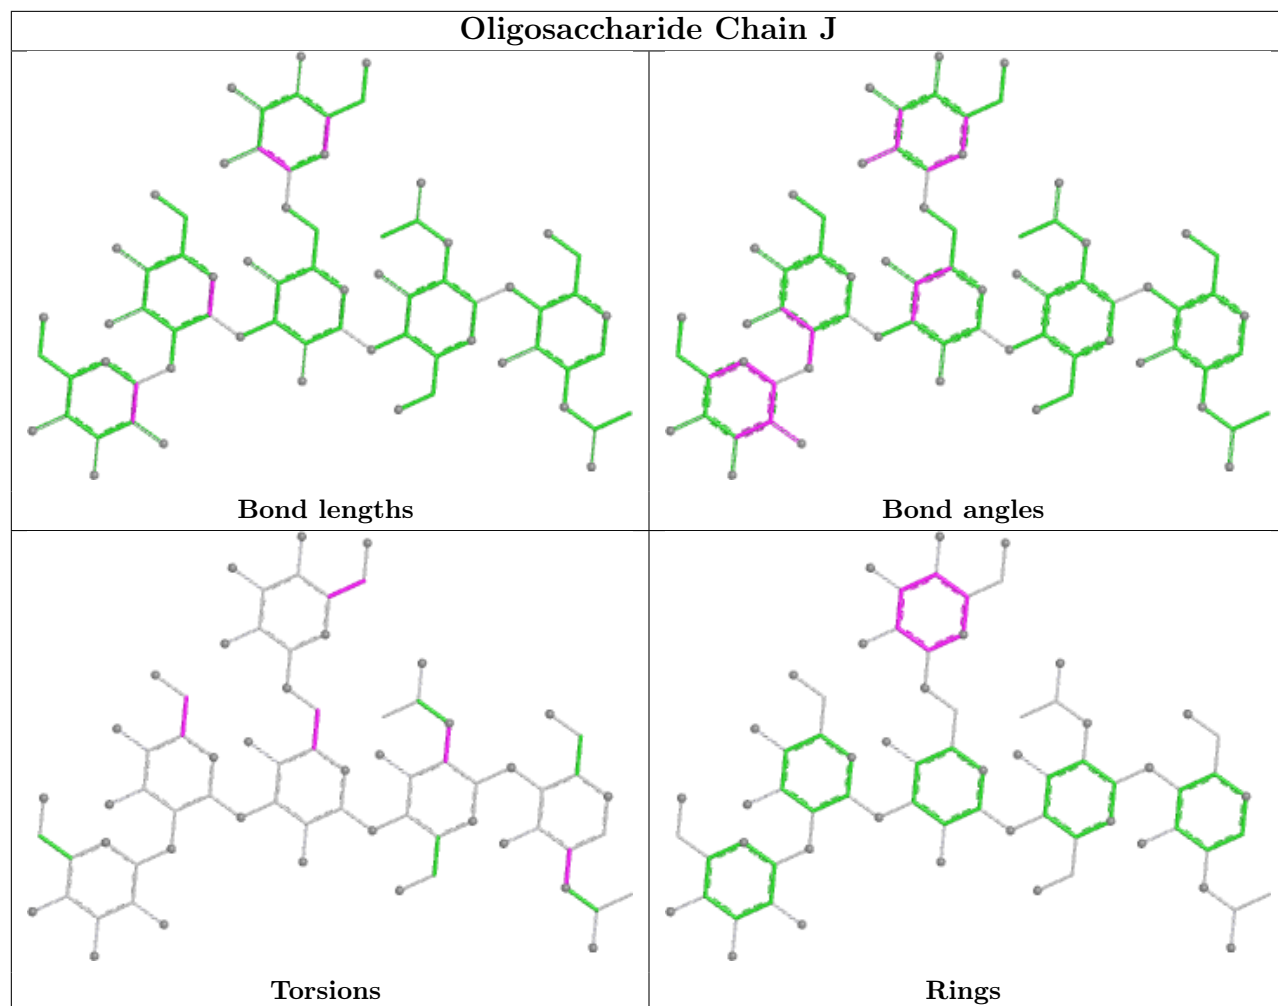 Oligosaccharide Chain J
Bond lengths
Bond angles
Torsions
Rings